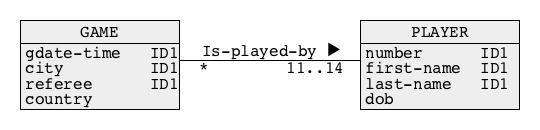 GAME
gdate-time ID1
city ID1
referee ID1
country
Is-played-by ▶
* 11..14
PLAYER
number ID1
first-name ID1
last-name ID1
dob